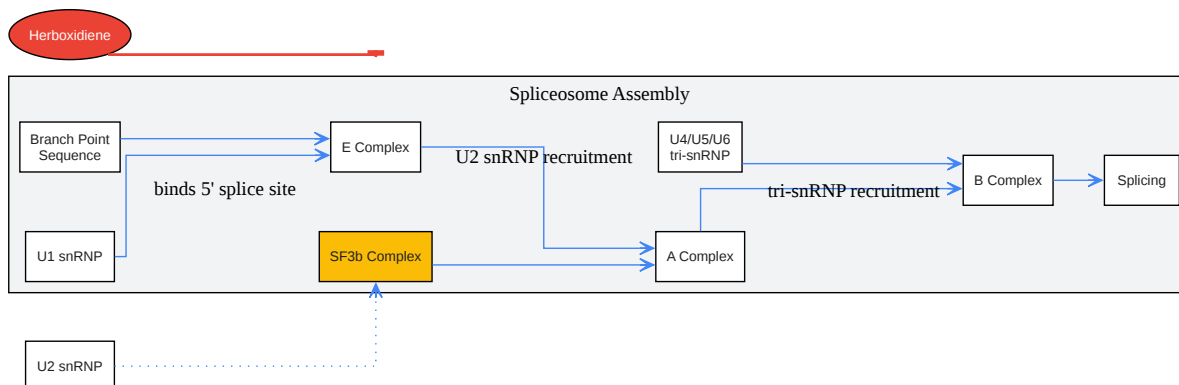 Herboxidiene
Spliceosome Assembly
Branch Point
Sequence
E Complex
U2 snRNP recruitment
U4/U5/U6
tri-snRNP
binds 5' splice site
tri-snRNP recruitment
B Complex
Splicing
U1 snRNP
SF3b Complex
A Complex
U2 snRNP